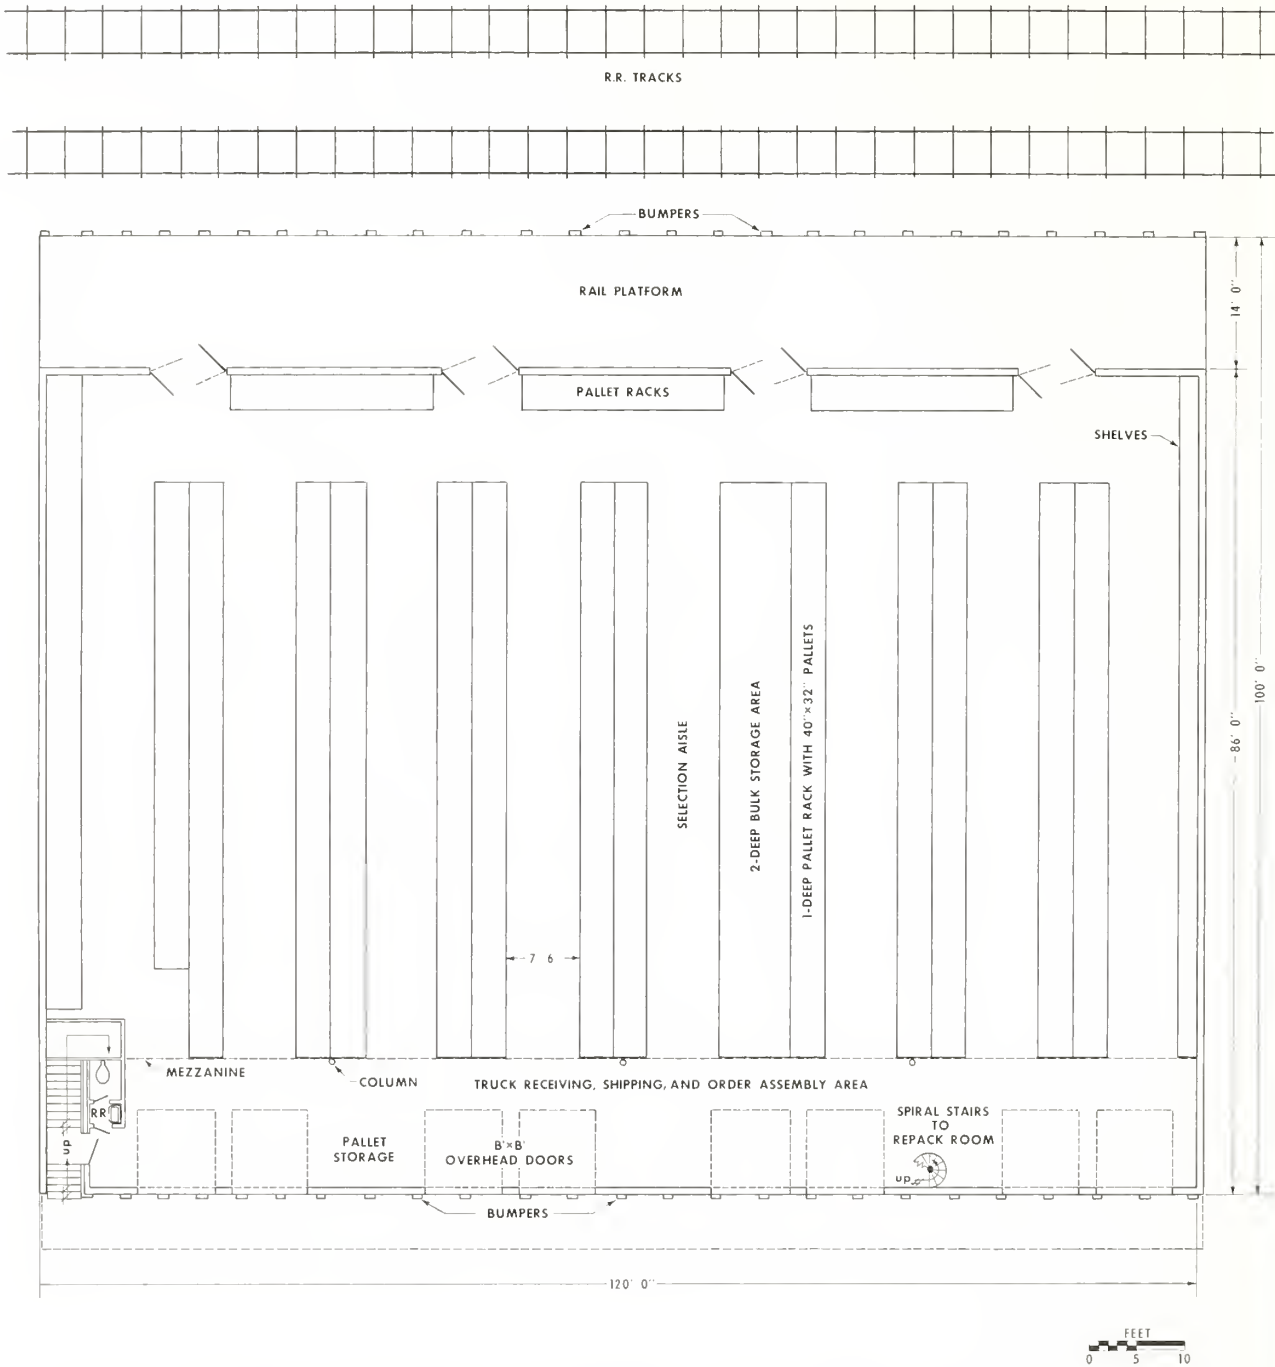 R.R. TRACKS
BUMPERS
RAIL PLATFORM
14' 0"
PALLET RACKS
SHELVES
100' 0"
86' 0"
SELECTION AISLE
2-DEEP BULK STORAGE AREA
1-DEEP PALLET RACK WITH 40"×32" PALLETS
7 6
MEZZANINE
COLUMN
TRUCK RECEIVING, SHIPPING, AND ORDER ASSEMBLY AREA
RR
up
PALLET
STORAGE
8'×8'
OVERHEAD DOORS
SPIRAL STAIRS
TO
REPACK ROOM
up
BUMPERS
120' 0"
FEET
0 5 10